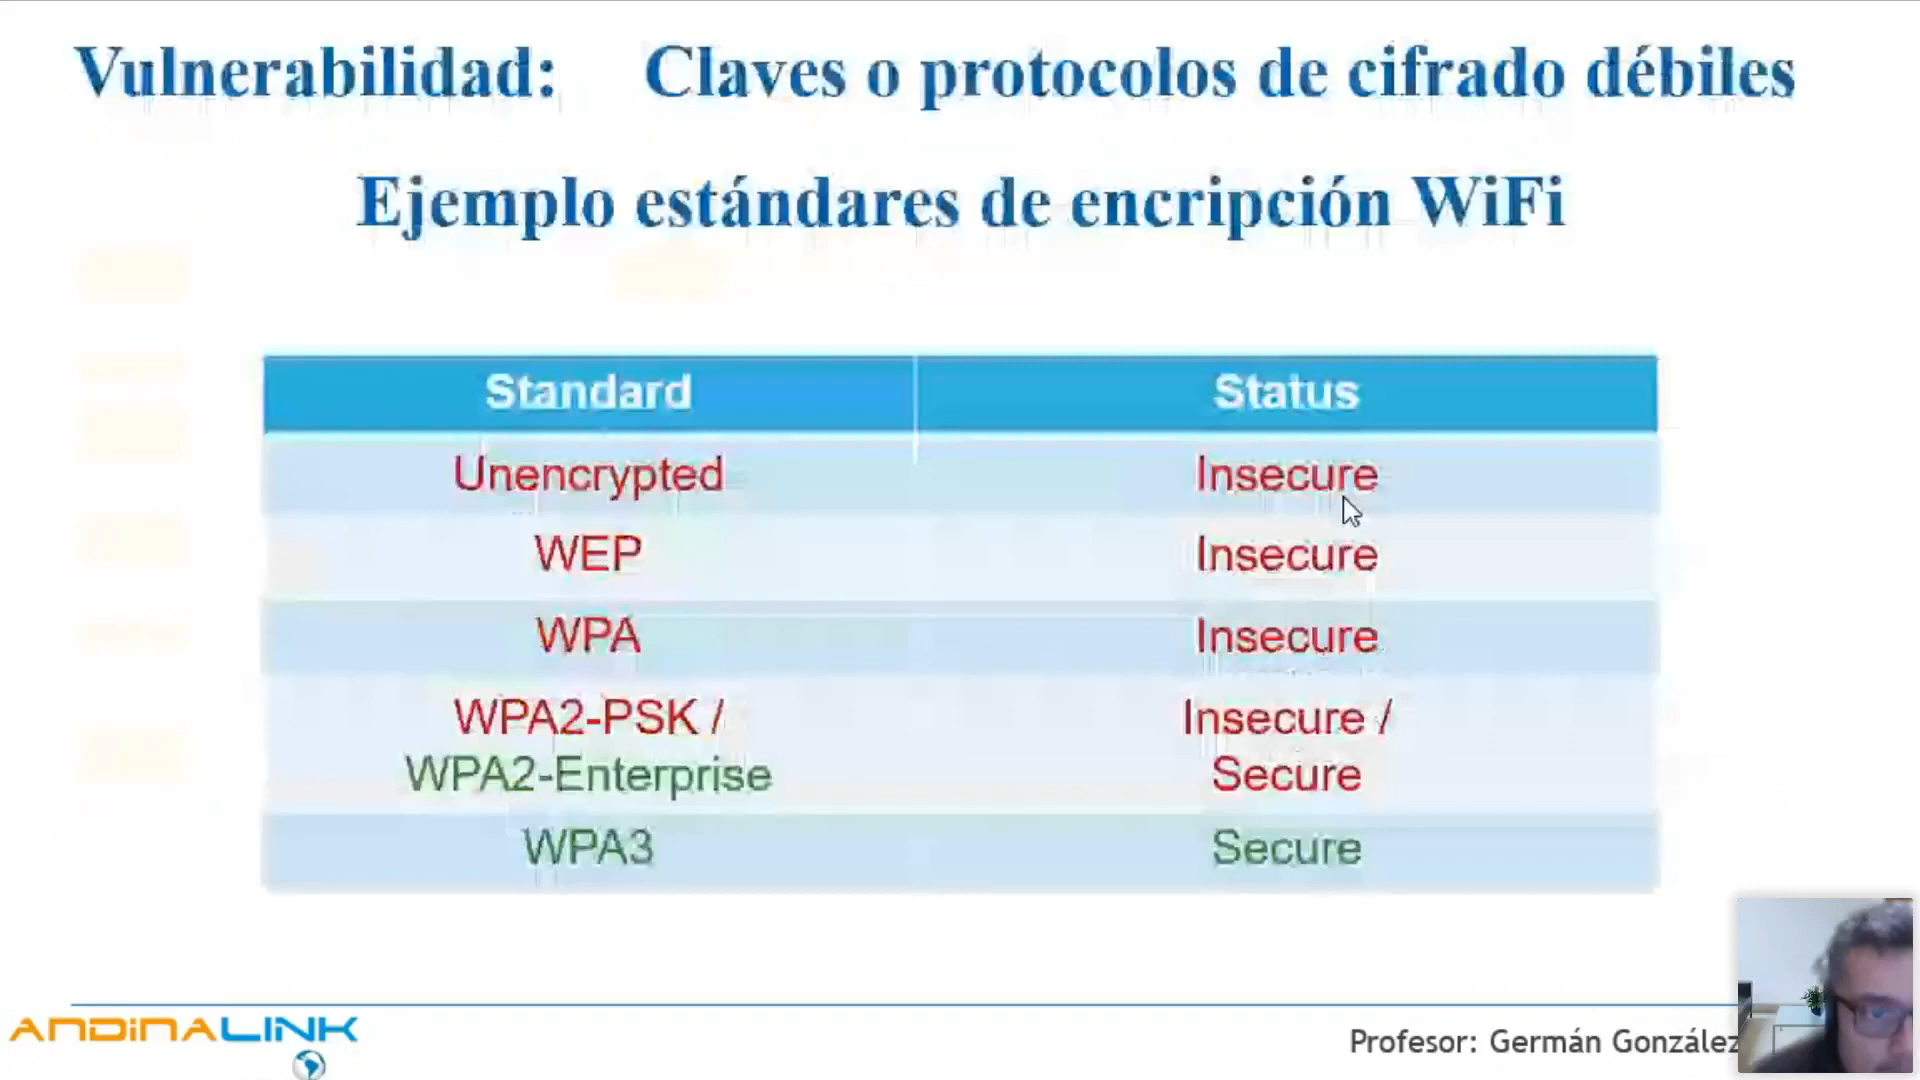 Vulnerabilidad: Claves o protocolos de cifrado débiles
Ejemplo estándares de encripción WiFi
Standard Status
Unencrypted Insecure
WEP Insecure
WPA Insecure
WPA2-PSK / Insecure /
WPA2-Enterprise Secure
WPA3 Secure
ANDINALINK
Profesor: Germán González